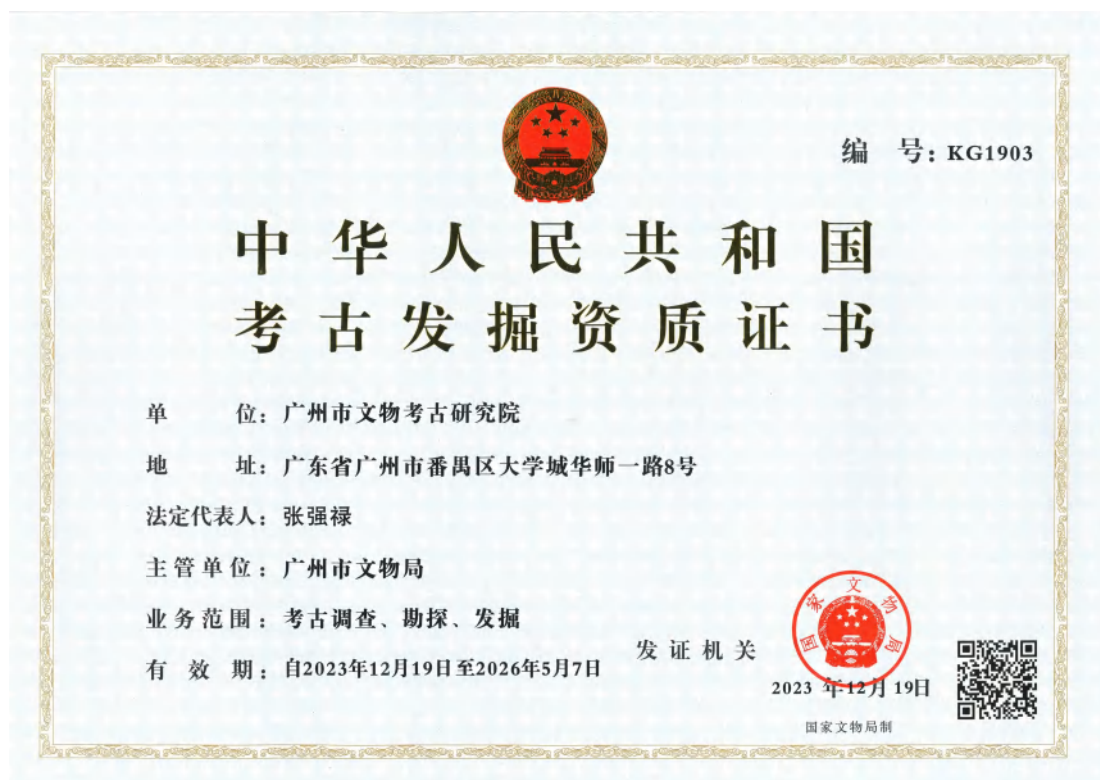 编 号: KG1903
中华人民共和国
考古发掘资质证书
单 位: 广州市文物考古研究院
地 址: 广东省广州市番禺区大学城华师一路8号
法定代表人: 张强禄
主管单位: 广州市文物局
业务范围: 考古调查、勘探、发掘
有 效 期: 自2023年12月19日至2026年5月7日
发证机关
国家文物局
2023 年12月 19日
国家文物局制